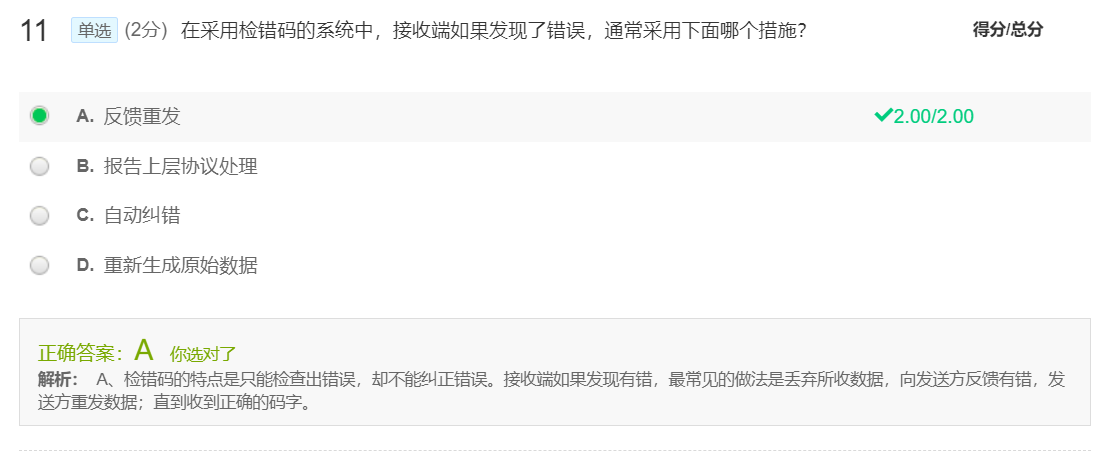 11 单选 (2分) 在采用检错码的系统中，接收端如果发现了错误，通常采用下面哪个措施？ 得分/总分
A. 反馈重发 2.00/2.00
B. 报告上层协议处理
C. 自动纠错
D. 重新生成原始数据
正确答案：A 你选对了
解析： A、检错码的特点是只能检查出错误，却不能纠正错误。接收端如果发现有错，最常见的做法是丢弃所收数据，向发送方反馈有错，发
送方重发数据；直到收到正确的码字。